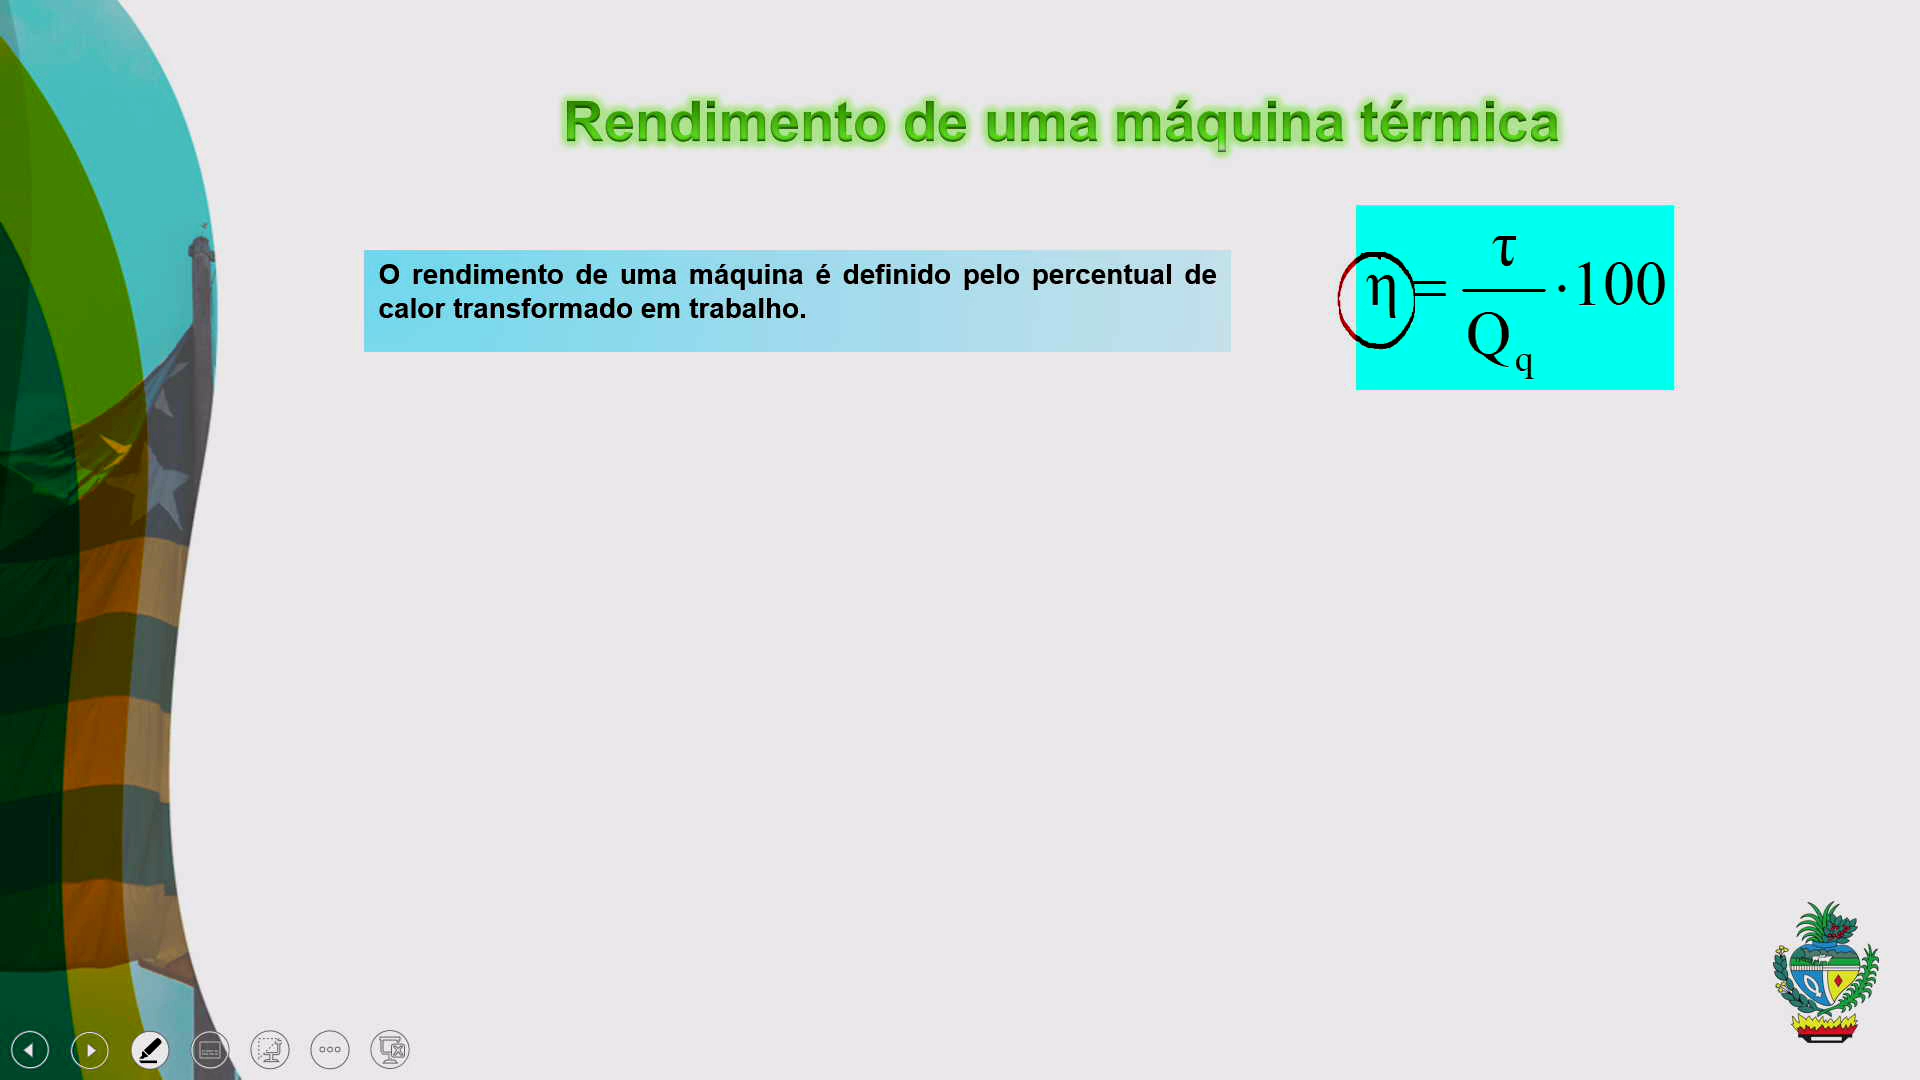 Rendimento de uma máquina térmica
O rendimento de uma máquina é definido pelo percentual de
calor transformado em trabalho.
η = τ / Q_q · 100